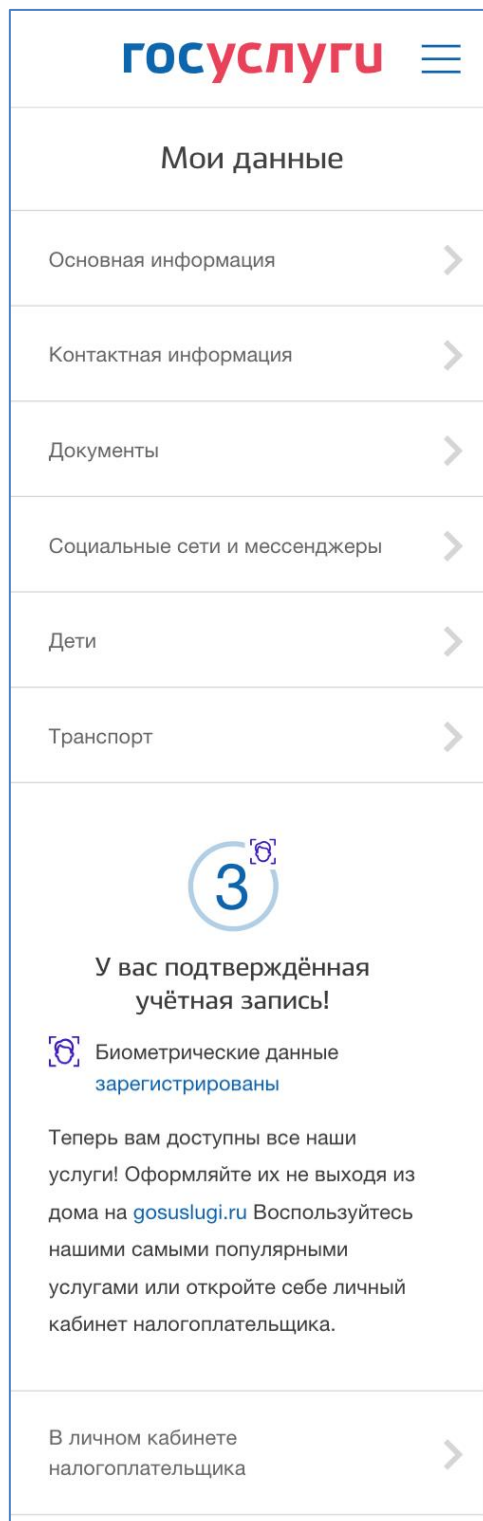 госуслуги
Мои данные
Основная информация
Контактная информация
Документы
Социальные сети и мессенджеры
Дети
Транспорт
3
У вас подтверждённая
учётная запись!
Биометрические данные
зарегистрированы
Теперь вам доступны все наши
услуги! Оформляйте их не выходя из
дома на gosuslugi.ru Воспользуйтесь
нашими самыми популярными
услугами или откройте себе личный
кабинет налогоплательщика.
В личном кабинете
налогоплательщика